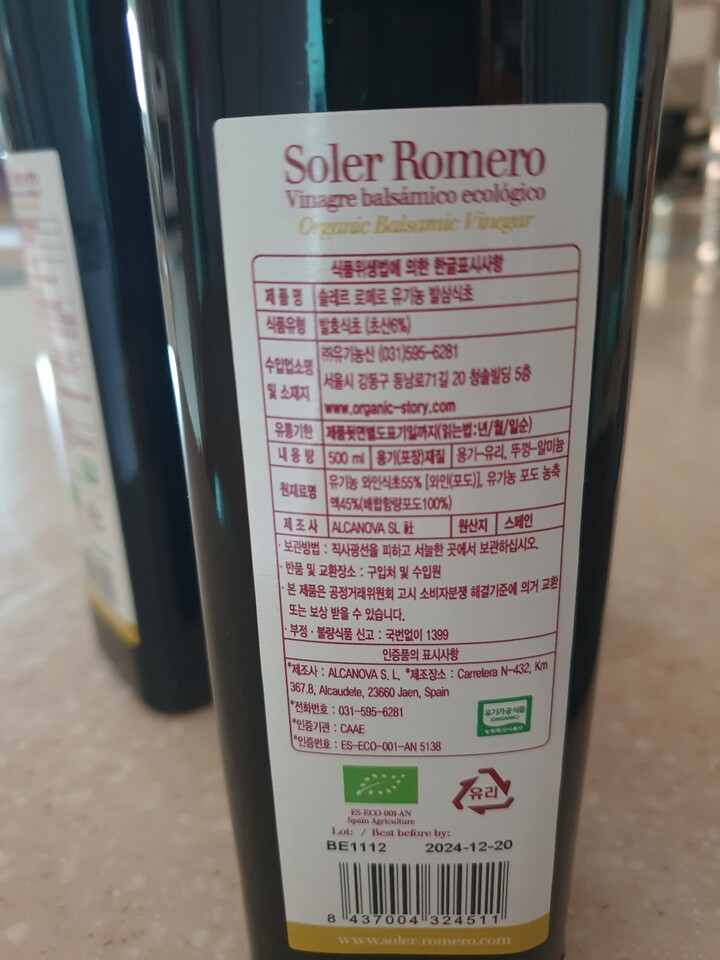 Soler Romero
Vinagre balsámico ecológico
Organic Balsamic Vinegar
식품위생법에 의한 한글표시사항
제 품 명 솔레르 로메로 유기농 발삼식초
식품유형 발효식초 (초산6%)
수입업소명 및 소재지 ㈜유기농산 (031)595-6281
서울시 강동구 동남로71길 20 청솔빌딩 5층
www.organic-story.com
유통기한 제품뒷면별도표기일까지(읽는법:년/월/일순)
내 용 량 500 ml 용기(포장)재질 용기-유리, 뚜껑-알미늄
원재료명 유기농 와인식초55% [와인(포도)], 유기농 포도 농축
액45%(배합함량포도100%)
제 조 사 ALCANOVA SL 社 원산지 스페인
· 보관방법 : 직사광선을 피하고 서늘한 곳에서 보관하십시오.
· 반품 및 교환장소 : 구입처 및 수입원
· 본 제품은 공정거래위원회 고시 소비자분쟁 해결기준에 의거 교환
또는 보상 받을 수 있습니다.
· 부정 · 불량식품 신고 : 국번없이 1399
인증품의 표시사항
*제조사 : ALCANOVA S, L, *제조장소 : Carretera N-432, Km
367,8, Alcaudete, 23660 Jaen, Spain
*전화번호 : 031-595-6281
*인증기관 : CAAE
*인증번호 : ES-ECO-001-AN 5138
유기가공식품
(ORGANIC)
농림축산식품부
유리
ES-ECO-001-AN
Spain Agriculture
Lot: / Best before by:
BE1112 2024-12-20
8 437004 324511
www.soler-romero.com